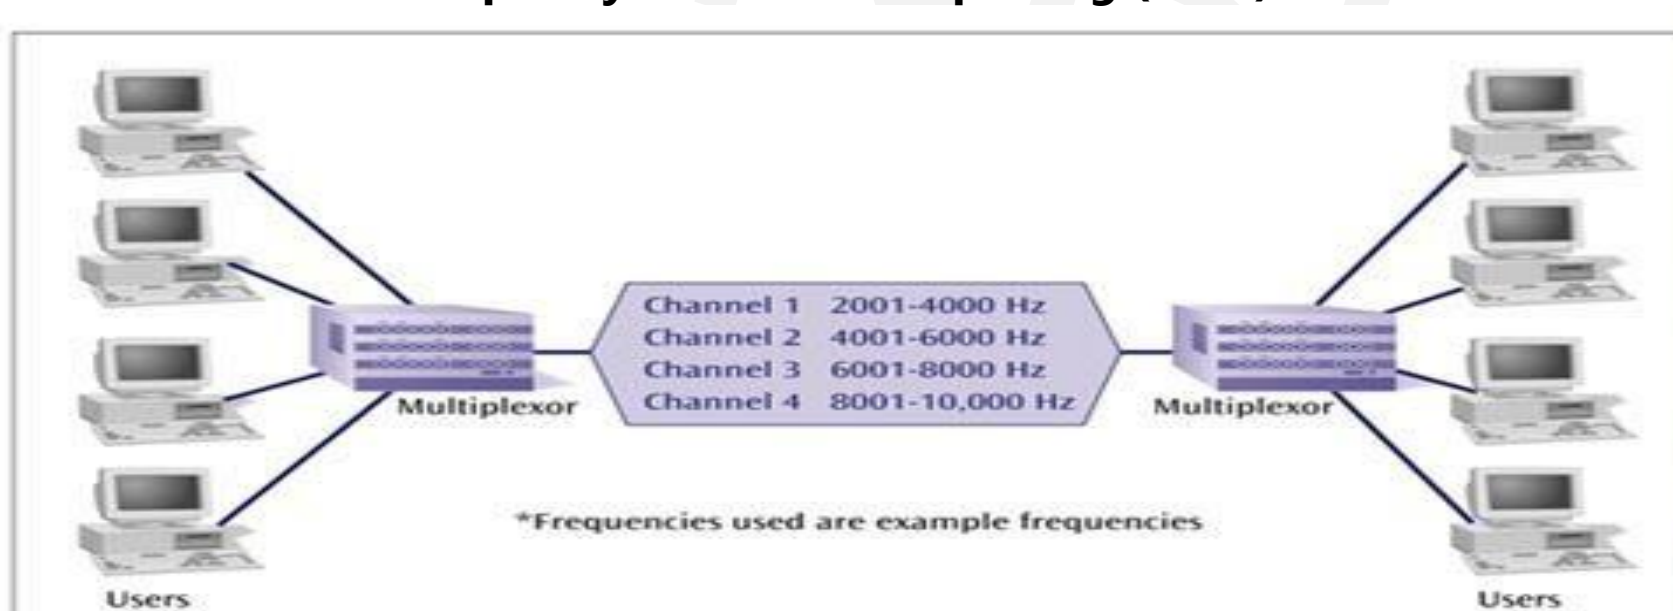 Channel 1 2001-4000 Hz
Channel 2 4001-6000 Hz
Channel 3 6001-8000 Hz
Channel 4 8001-10,000 Hz
Multiplexor
Multiplexor
*Frequencies used are example frequencies
Users
Users